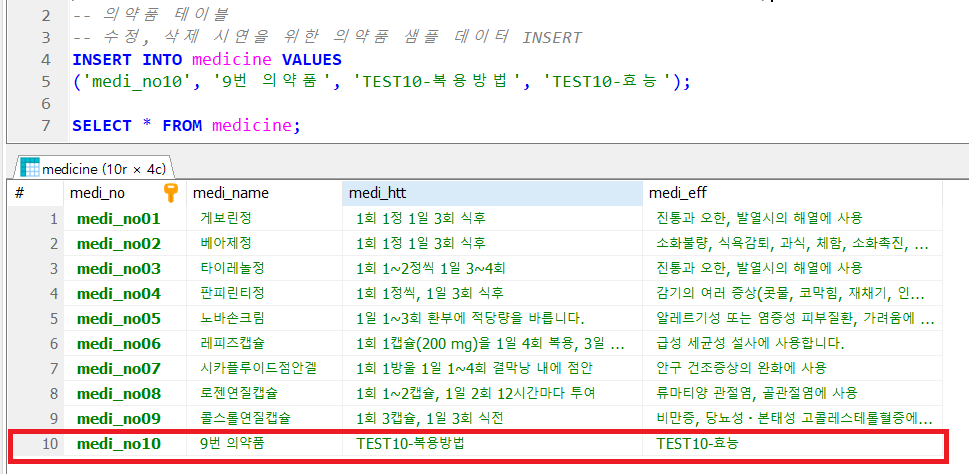 2 -- 의약품 테이블
3 -- 수정, 삭제 시연을 위한 의약품 샘플 데이터 INSERT
4 INSERT INTO medicine VALUES
5 ('medi_no10', '9번 의약품', 'TEST10-복용방법', 'TEST10-효능');
6
7 SELECT * FROM medicine;
medicine (10r × 4c)
# medi_no medi_name medi_htt medi_eff
1 medi_no01 게보린정 1회 1정 1일 3회 식후 진통과 오한, 발열시의 해열에 사용
2 medi_no02 베아제정 1회 1정 1일 3회 식후 소화불량, 식욕감퇴, 과식, 체함, 소화촉진, ...
3 medi_no03 타이레놀정 1회 1~2정씩 1일 3~4회 진통과 오한, 발열시의 해열에 사용
4 medi_no04 판피린티정 1회 1정씩, 1일 3회 식후 감기의 여러 증상(콧물, 코막힘, 재채기, 인...
5 medi_no05 노바손크림 1일 1~3회 환부에 적당량을 바릅니다. 알레르기성 또는 염증성 피부질환, 가려움에 ...
6 medi_no06 레피즈캡슐 1회 1캡슐(200 mg)을 1일 4회 복용, 3일 ... 급성 세균성 설사에 사용합니다.
7 medi_no07 시카플루이드점안겔 1회 1방울 1일 1~4회 결막낭 내에 점안 안구 건조증상의 완화에 사용
8 medi_no08 로젠연질캡슐 1회 1~2캡슐, 1일 2회 12시간마다 투여 류마티양 관절염, 골관절염에 사용
9 medi_no09 콜스롤연질캡슐 1회 3캡슐, 1일 3회 식전 비만증, 당뇨성·본태성 고콜레스테롤혈증에...
10 medi_no10 9번 의약품 TEST10-복용방법 TEST10-효능